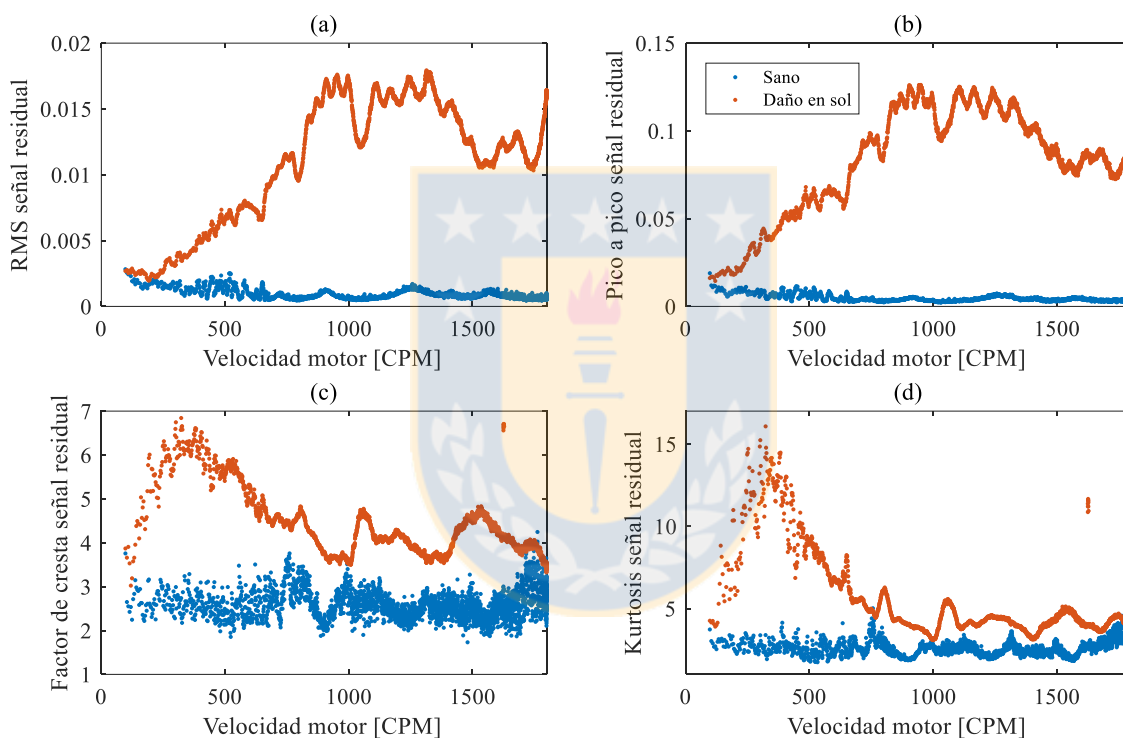 (a)
RMS señal residual
0.02
0.015
0.01
0.005
0
0 500 1000 1500
Velocidad motor [CPM]
(b)
Pico a pico señal residual
0.15
0.1
0.05
0
Sano
Daño en sol
0 500 1000 1500
Velocidad motor [CPM]
(c)
Factor de cresta señal residual
7
6
5
4
3
2
1
0 500 1000 1500
Velocidad motor [CPM]
(d)
Kurtosis señal residual
15
10
5
0 500 1000 1500
Velocidad motor [CPM]